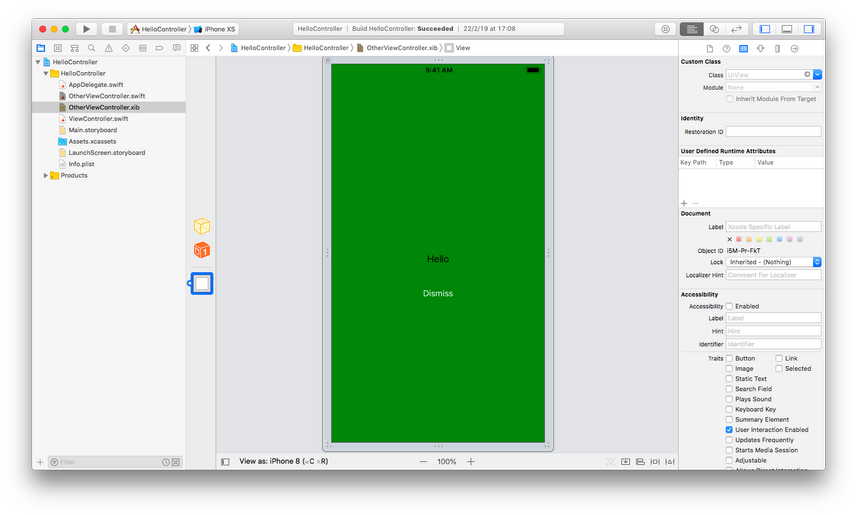 HelloController
iPhone XS
HelloController | Build HelloController: Succeeded | 22/2/19 at 17:08
HelloController
HelloController
OtherViewController.xib
View
HelloController
HelloController
AppDelegate.swift
OtherViewController.swift
OtherViewController.xib
ViewController.swift
Main.storyboard
Assets.xcassets
LaunchScreen.storyboard
Info.plist
Products
Filter
1
9:41 AM
Hello
Dismiss
View as: iPhone 8 (wC hR)
100%
Custom Class
Class UIView
Module None
Inherit Module From Target
Identity
Restoration ID
User Defined Runtime Attributes
Key Path Type Value
Document
Label Xcode Specific Label
Object ID i5M-Pr-FkT
Lock Inherited - (Nothing)
Localizer Hint Comment For Localizer
Accessibility
Accessibility Enabled
Label Label
Hint Hint
Identifier Identifier
Traits Button Link
Image Selected
Static Text
Search Field
Plays Sound
Keyboard Key
Summary Element
User Interaction Enabled
Updates Frequently
Starts Media Session
Adjustable
Allows Direct Interaction